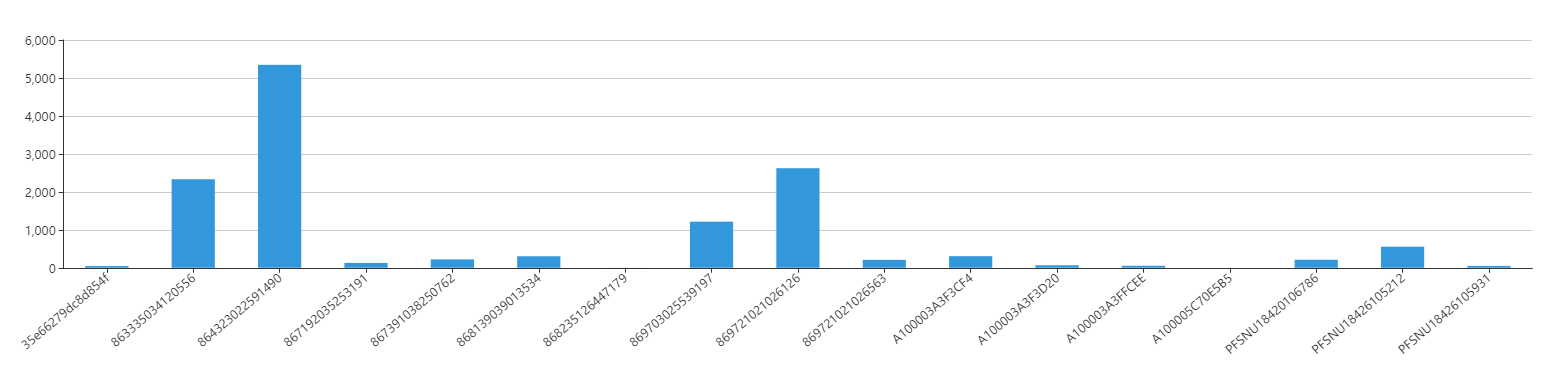 6,000
5,000
4,000
3,000
2,000
1,000
0
35e66279dc8d854f
863335034120556
864323022591490
867192035253191
867391038250762
868139039013534
868235126447179
869703025539197
869721021026126
869721021026563
A100003A3F3CF4
A100003A3F3D20
A100003A3FFCEE
A100005C70E5B5
PFSNU18420106786
PFSNU18426105212
PFSNU18426105931